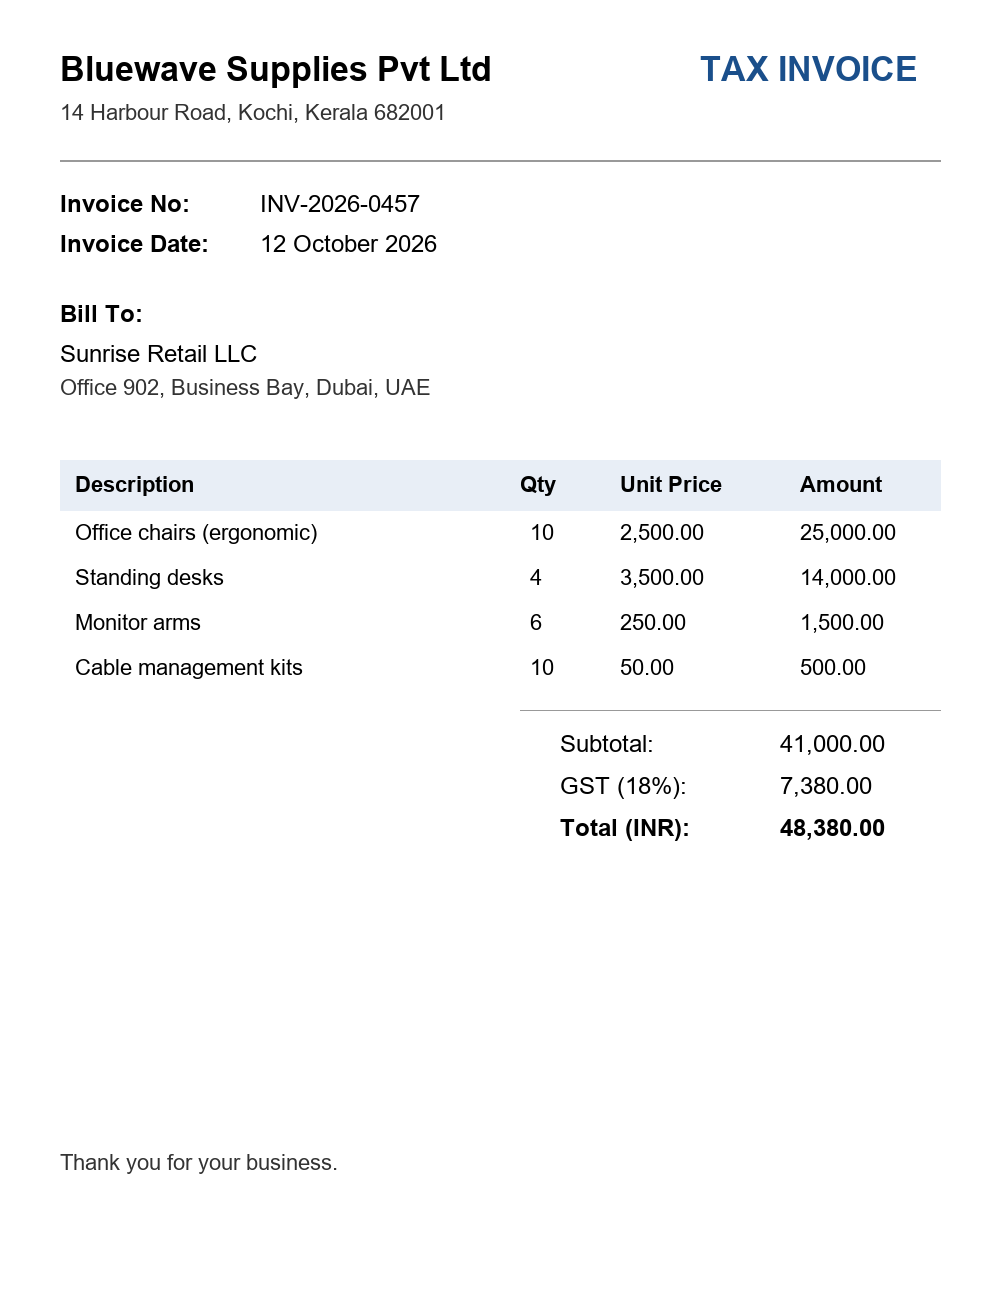 Bluewave Supplies Pvt Ltd
TAX INVOICE
14 Harbour Road, Kochi, Kerala 682001
Invoice No: INV-2026-0457
Invoice Date: 12 October 2026
Bill To:
Sunrise Retail LLC
Office 902, Business Bay, Dubai, UAE
Description Qty Unit Price Amount
Office chairs (ergonomic) 10 2,500.00 25,000.00
Standing desks 4 3,500.00 14,000.00
Monitor arms 6 250.00 1,500.00
Cable management kits 10 50.00 500.00
Subtotal: 41,000.00
GST (18%): 7,380.00
Total (INR): 48,380.00
Thank you for your business.